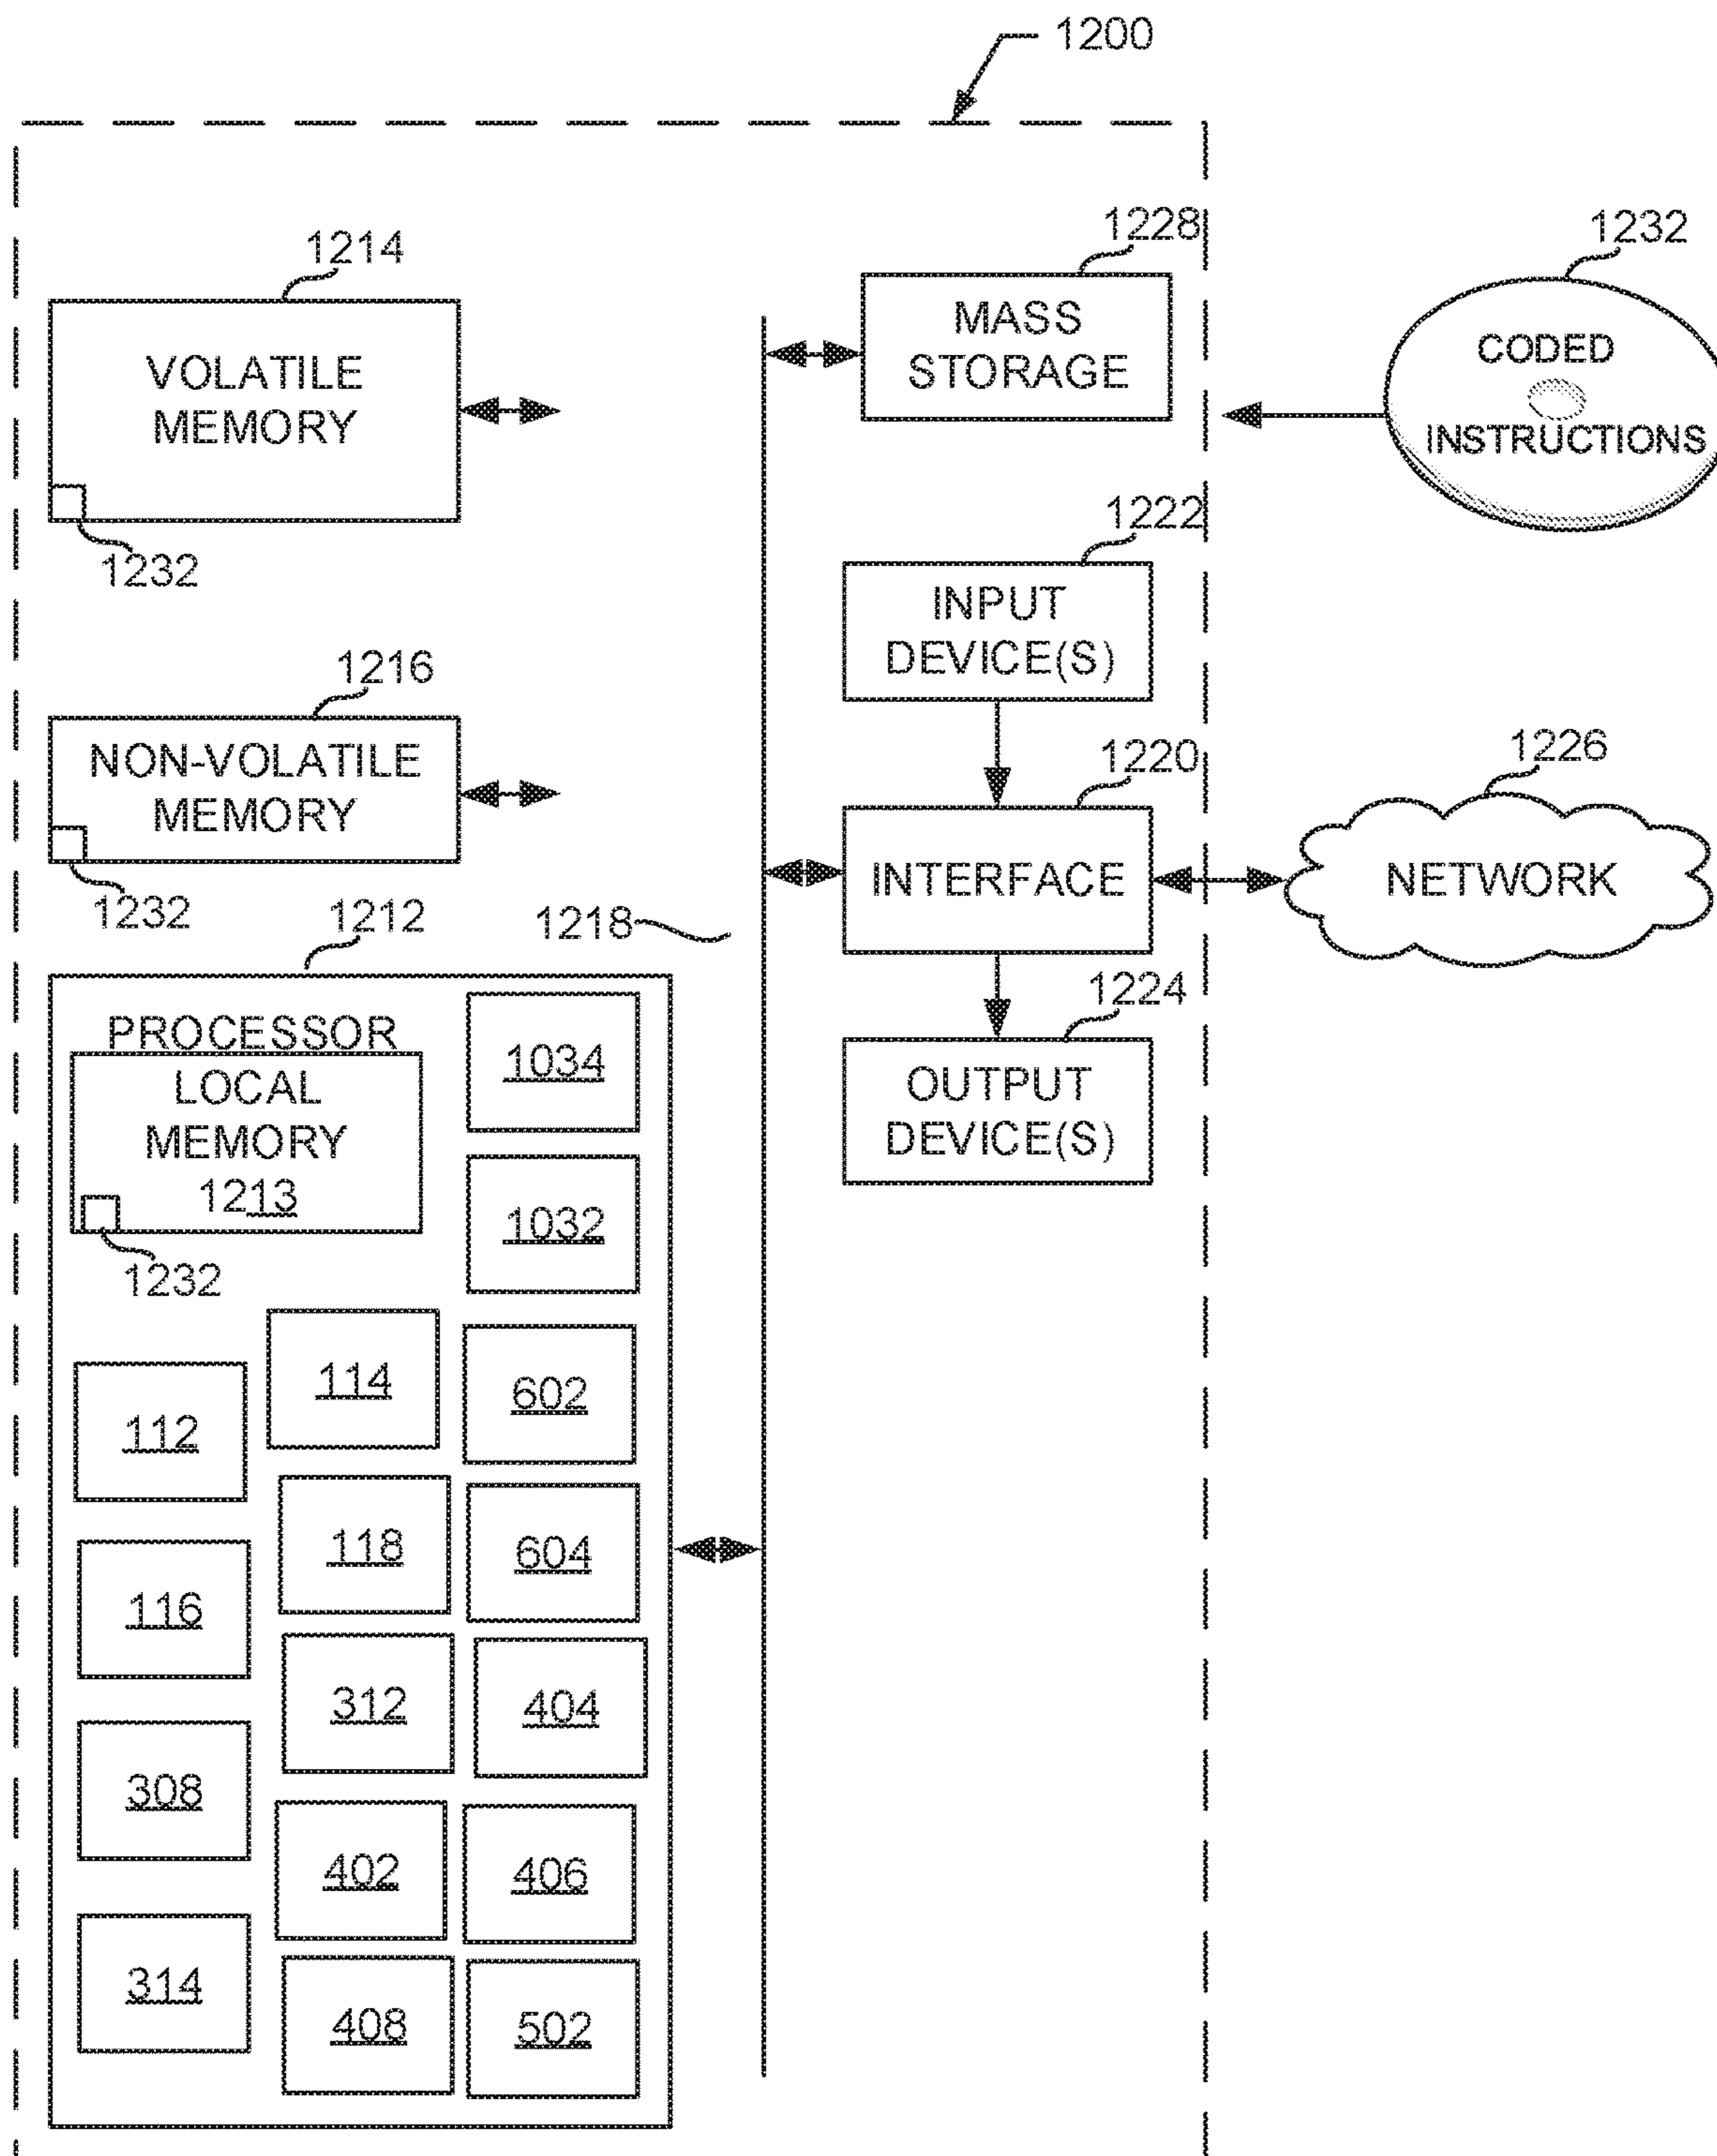 1200
1228
1232
1214
MASS
STORAGE
CODED
INSTRUCTIONS
VOLATILE
MEMORY
1232
1222
INPUT
DEVICE(S)
1216
NON-VOLATILE
MEMORY
1232
1220
INTERFACE
1226
NETWORK
1212
1218
1224
OUTPUT
DEVICE(S)
PROCESSOR
LOCAL
MEMORY
1213
1232
1034
1032
114
602
112
118
604
116
312
404
308
402
406
314
408
502